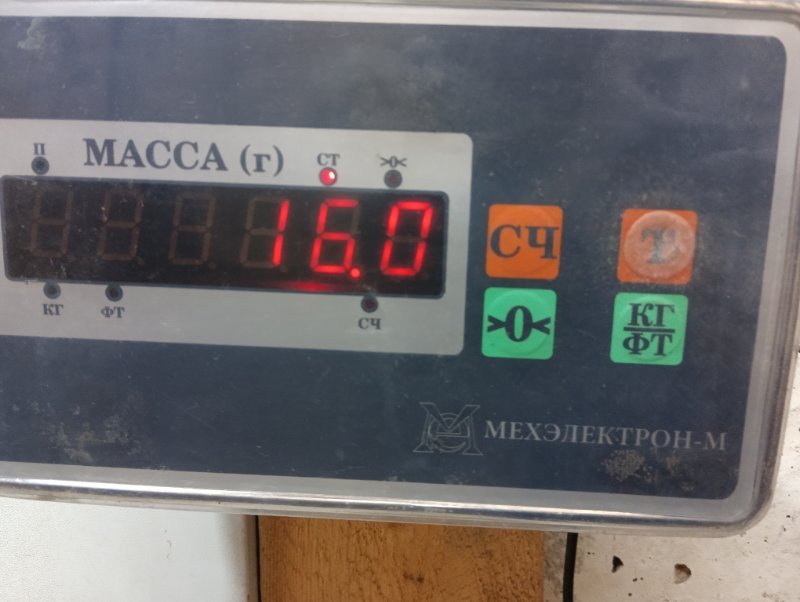 П
МАССА (г)
СТ
>0<
16.0
КГ
ФТ
СЧ
СЧ
Т
>0<
КГ
ФТ
МЕХЭЛЕКТРОН-М